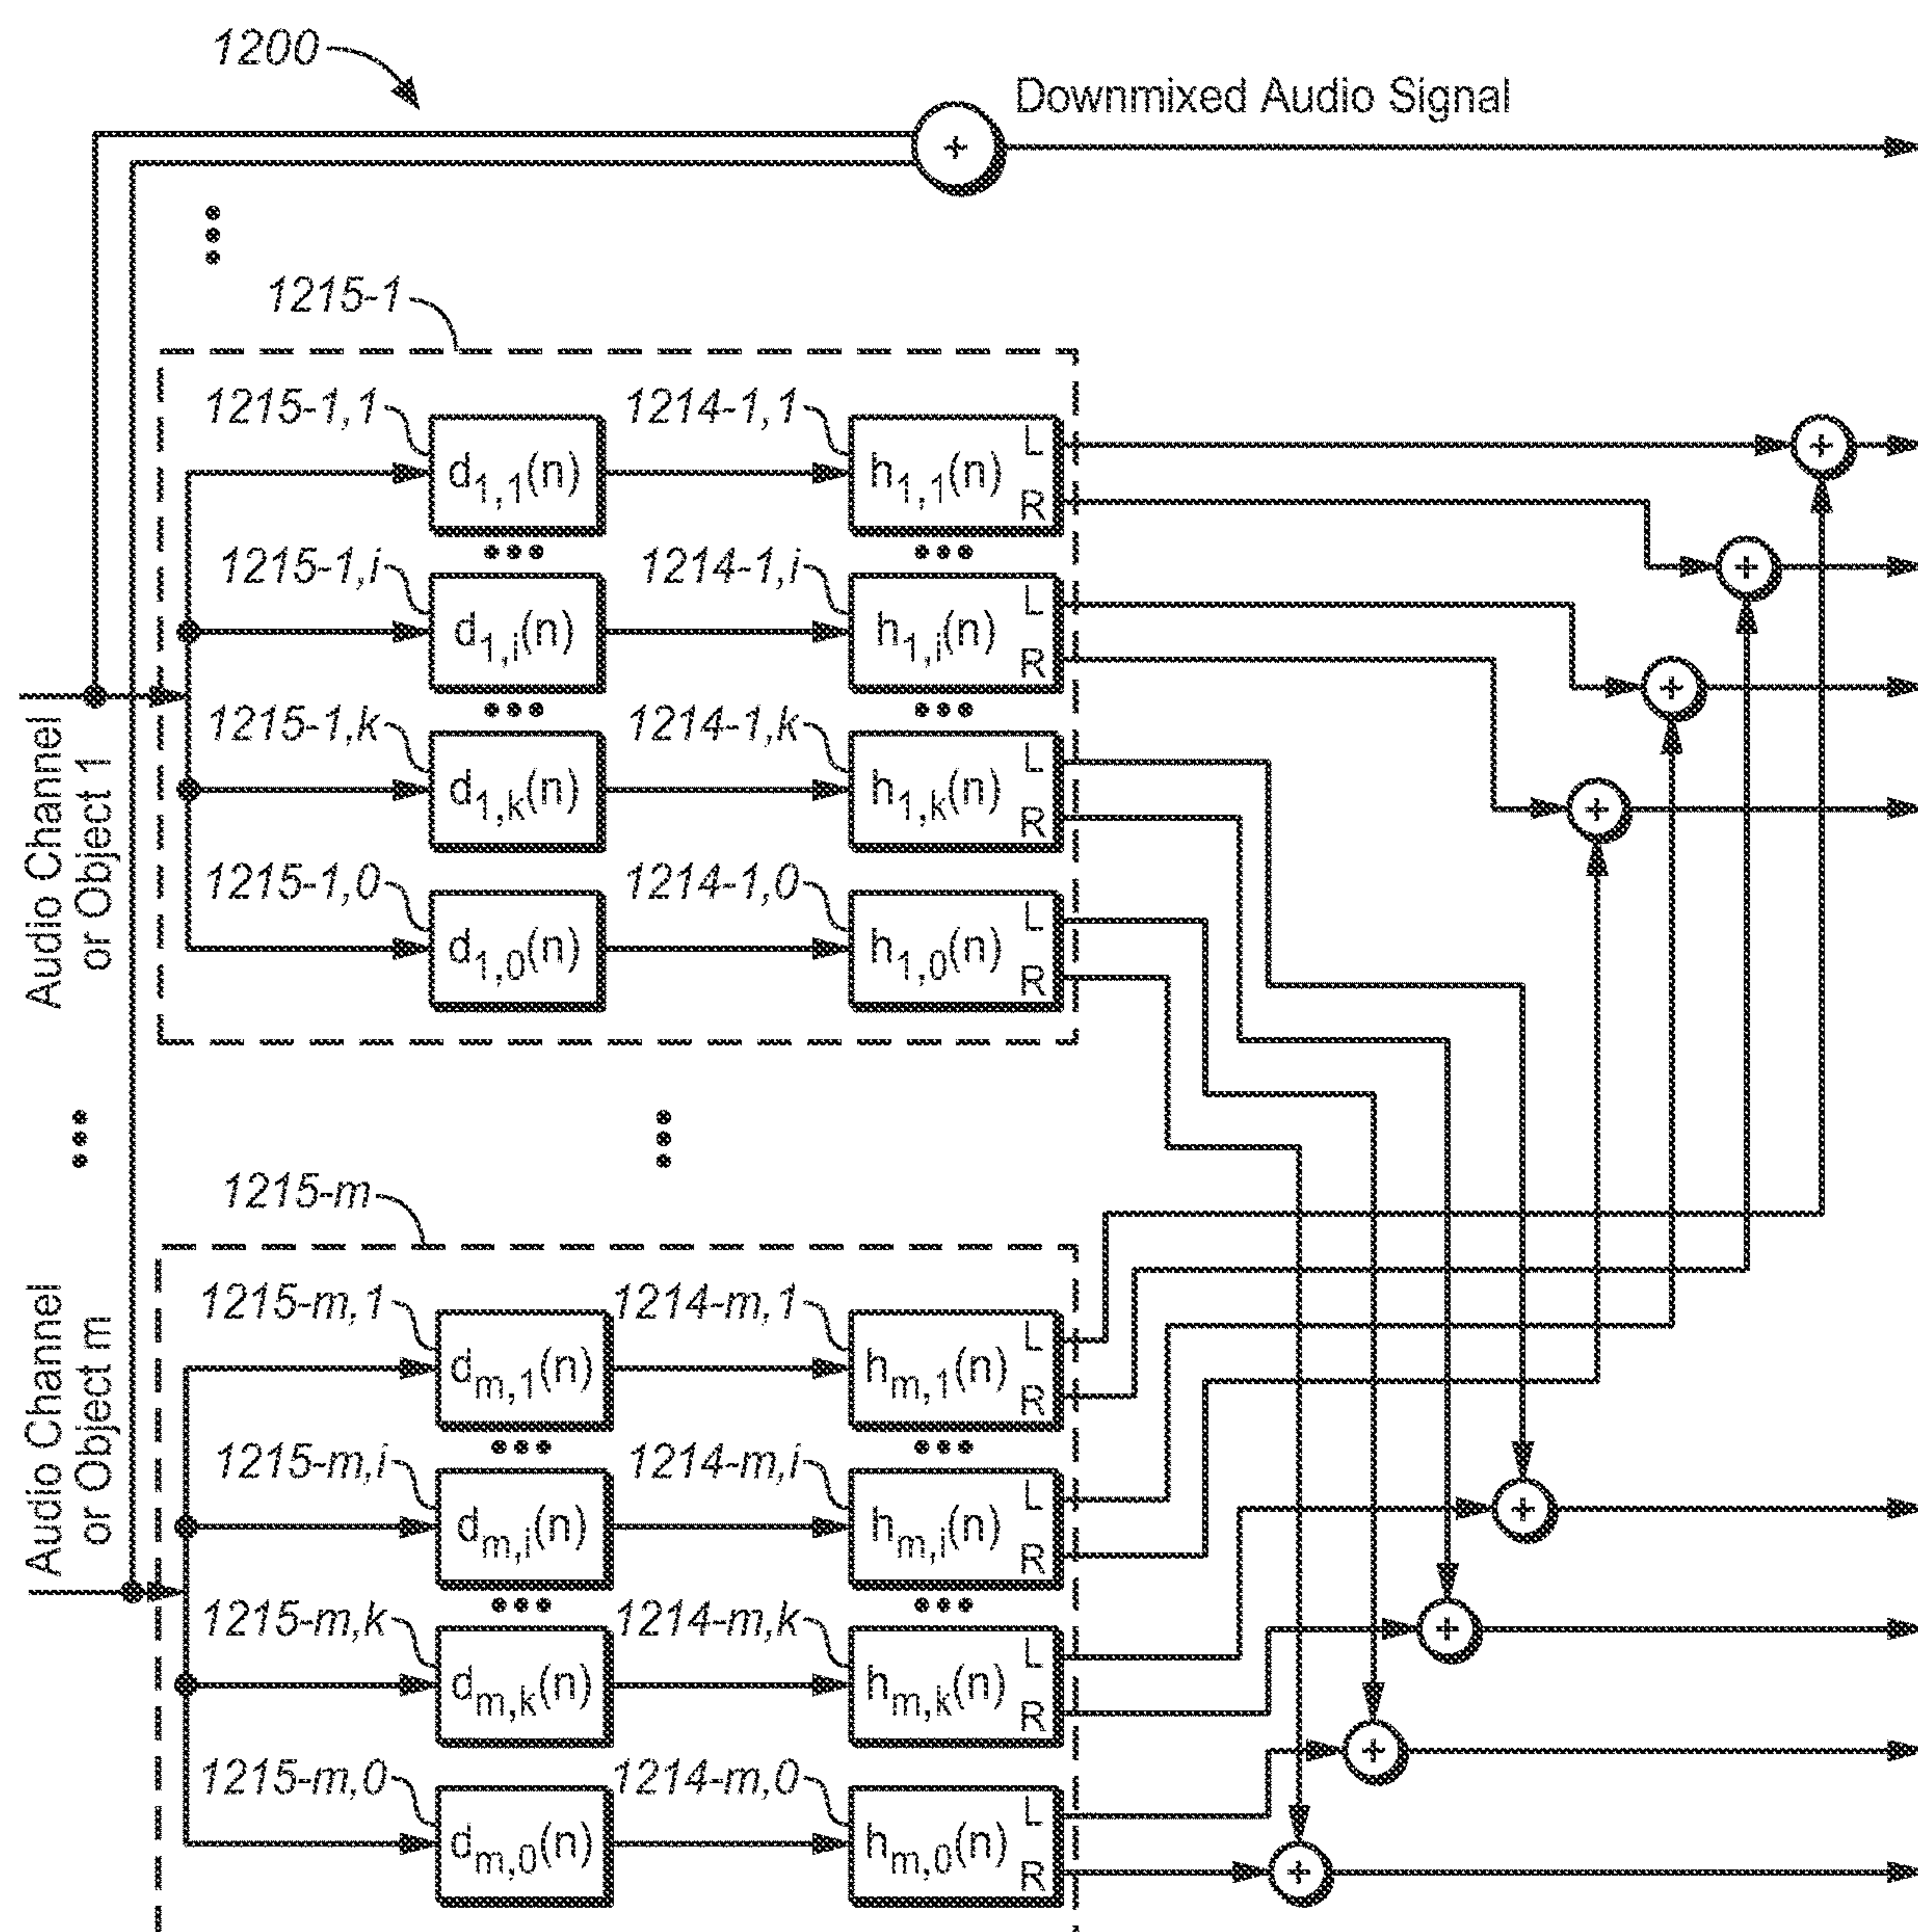 1200
Downmixed Audio Signal
+
1215-1
1215-1,1
1214-1,1
d1,1(n)
h1,1(n)
L
R
+
1215-1,i
1214-1,i
d1,i(n)
h1,i(n)
L
R
+
+
1215-1,k
1214-1,k
d1,k(n)
h1,k(n)
L
R
+
1215-1,0
1214-1,0
d1,0(n)
h1,0(n)
L
R
Audio Channel
or Object 1
1215-m
1215-m,1
1214-m,1
dm,1(n)
hm,1(n)
L
R
1215-m,i
1214-m,i
dm,i(n)
hm,i(n)
L
R
+
Audio Channel
or Object m
1215-m,k
1214-m,k
dm,k(n)
hm,k(n)
L
R
+
1215-m,0
1214-m,0
dm,0(n)
hm,0(n)
L
R
+
+